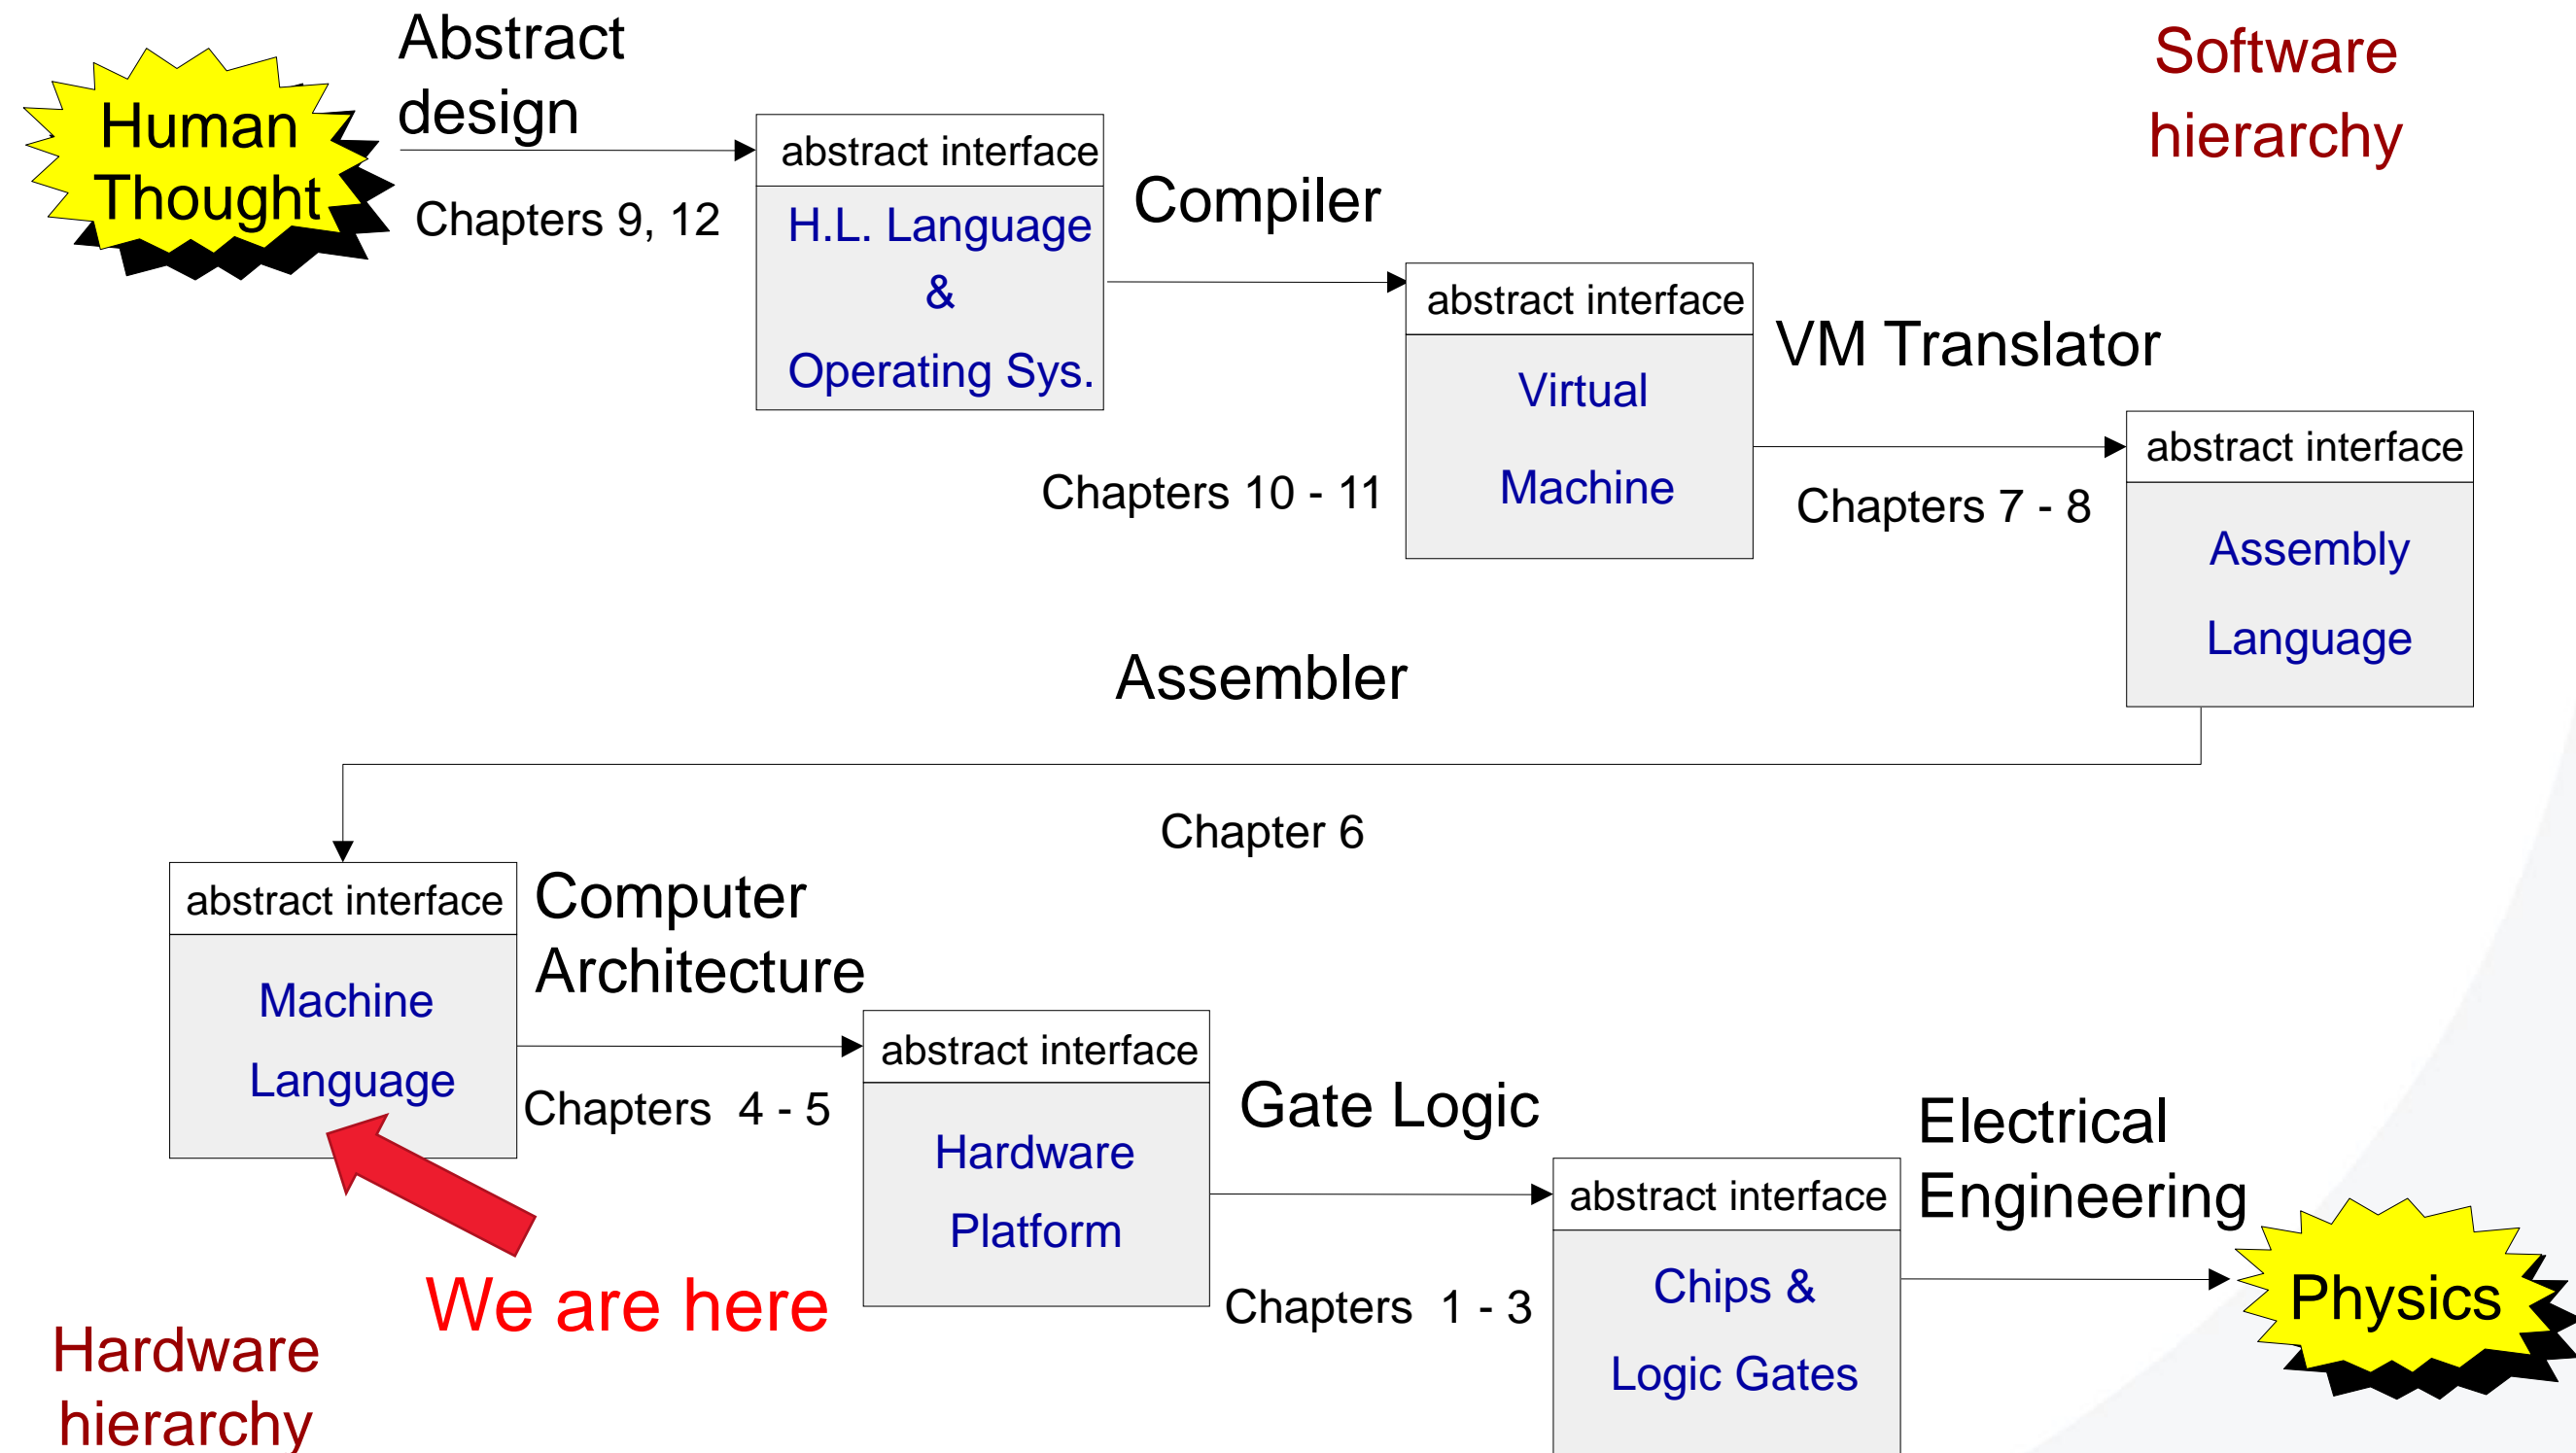 Human
Thought
Abstract
design
Chapters 9, 12
abstract interface
H.L. Language
&
Operating Sys.
Software
hierarchy
Compiler
Chapters 10 - 11
abstract interface
Virtual
Machine
VM Translator
Chapters 7 - 8
abstract interface
Assembly
Language
Assembler
Chapter 6
abstract interface
Machine
Language
Computer
Architecture
Chapters 4 - 5
We are here
Hardware
hierarchy
abstract interface
Hardware
Platform
Gate Logic
Chapters 1 - 3
abstract interface
Chips &
Logic Gates
Electrical
Engineering
Physics